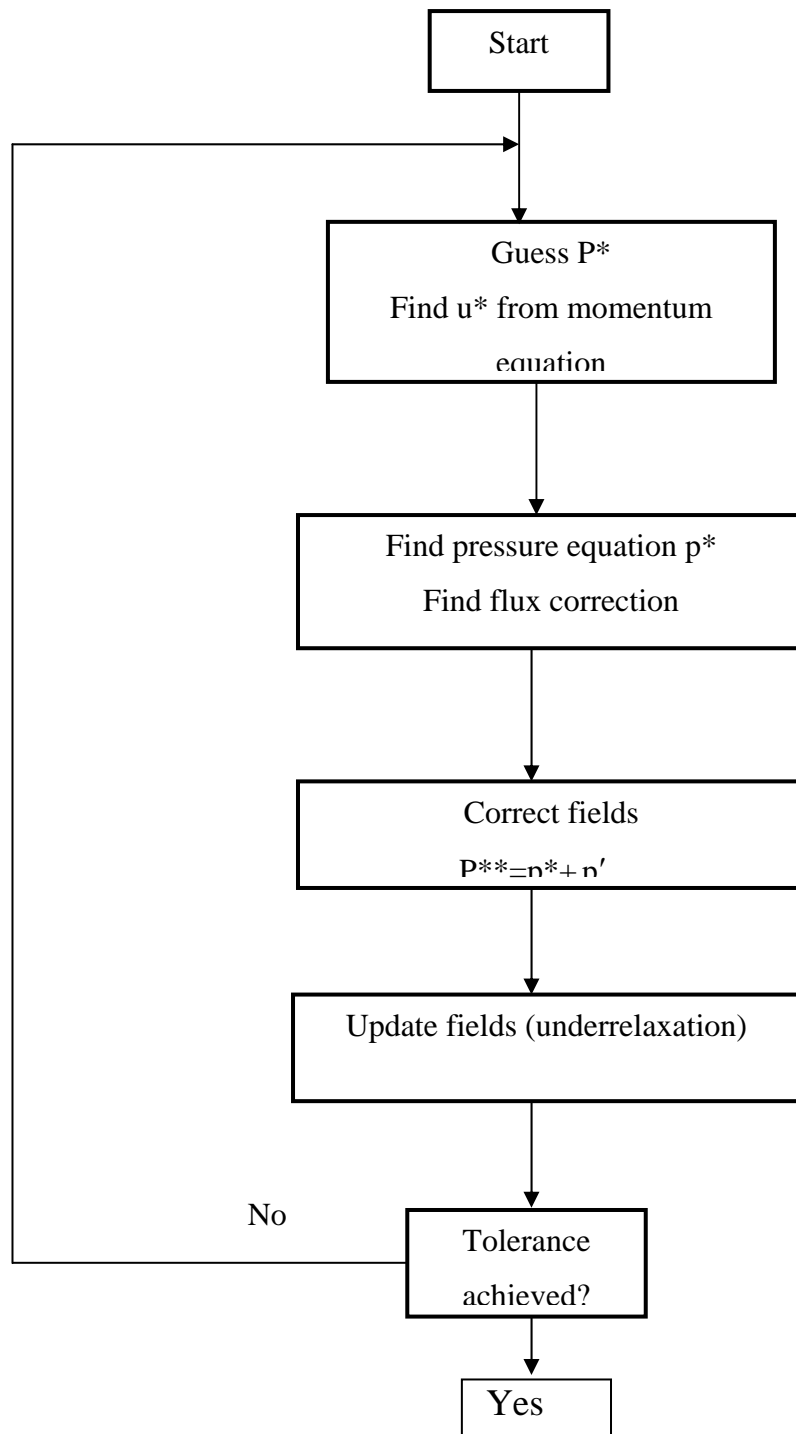 Start
Guess P*
Find u* from momentum
equation
Find pressure equation p*
Find flux correction
Correct fields
P**=p*+p′
Update fields (underrelaxation)
No
Tolerance
achieved?
Yes